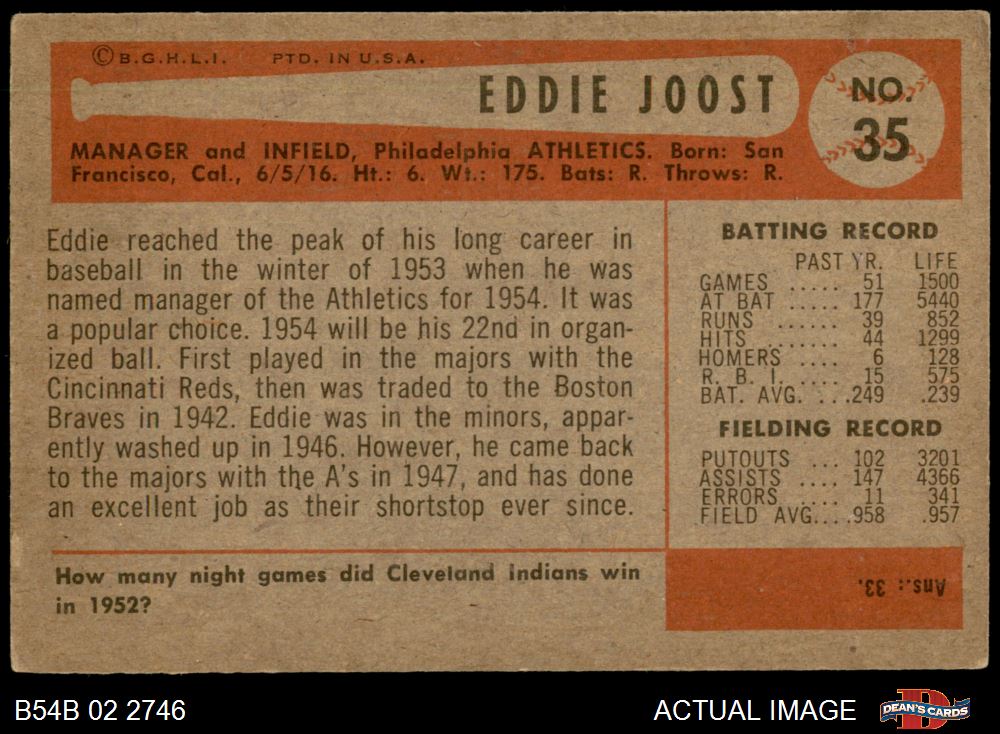 © B.G.H.L.I. PTD. IN U.S.A.
EDDIE JOOST
NO.
35
MANAGER and INFIELD, Philadelphia ATHLETICS. Born: San
Francisco, Cal., 6/5/16. Ht.: 6. Wt.: 175. Bats: R. Throws: R.
Eddie reached the peak of his long career in
baseball in the winter of 1953 when he was
named manager of the Athletics for 1954. It was
a popular choice. 1954 will be his 22nd in organ-
ized ball. First played in the majors with the
Cincinnati Reds, then was traded to the Boston
Braves in 1942. Eddie was in the minors, appar-
ently washed up in 1946. However, he came back
to the majors with the A's in 1947, and has done
an excellent job as their shortstop ever since.
BATTING RECORD
PAST YR. LIFE
GAMES ..... 51 1500
AT BAT .... 177 5440
RUNS ...... 39 852
HITS ...... 44 1299
HOMERS .... 6 128
R. B. I. .... 15 575
BAT. AVG. ...249 .239
FIELDING RECORD
PUTOUTS ... 102 3201
ASSISTS .... 147 4366
ERRORS .... 11 341
FIELD AVG....958 .957
How many night games did Cleveland Indians win
in 1952?
Ans.: 33.
B54B 02 2746
ACTUAL IMAGE
D
DEAN'S CARDS